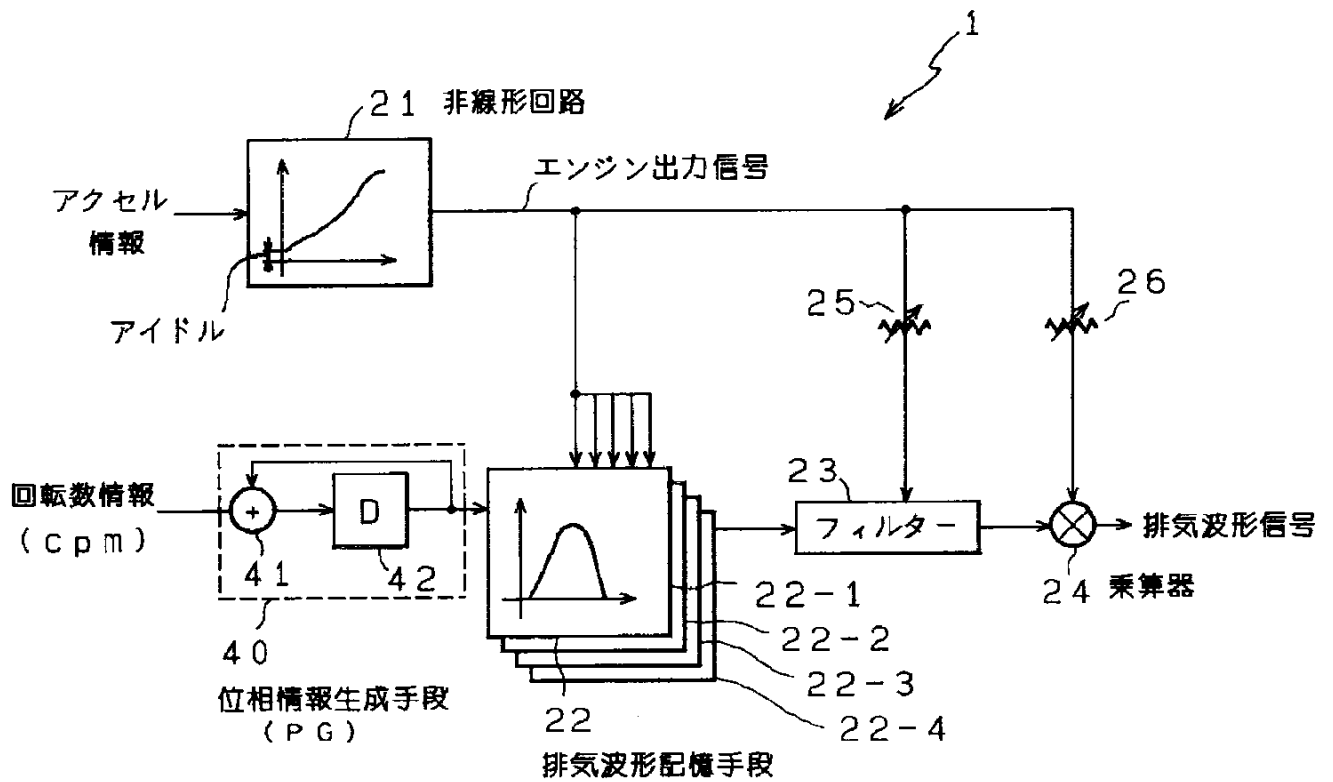 1
21 非線形回路
エンジン出力信号
アクセル
情報
アイドル
25
26
回転数情報
(cpm)
+
D
41
42
40
位相情報生成手段
(PG)
22-1
22-2
22-3
22-4
22
排気波形記憶手段
23
フィルター
排気波形信号
24 乗算器